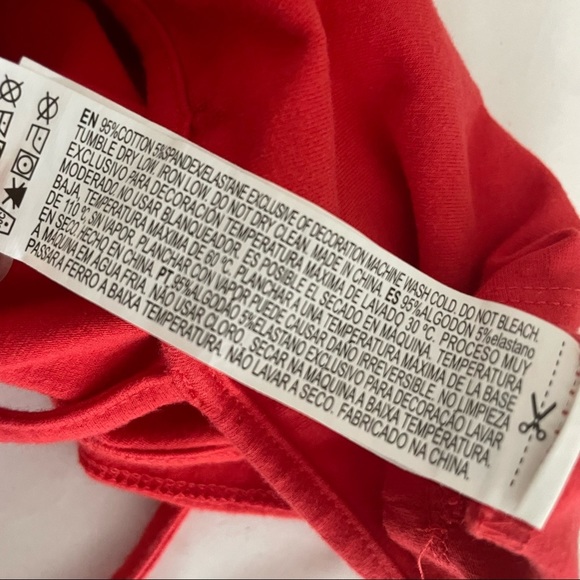 EN 95%COTTON 5%SPANDEX/ELASTANE EXCLUSIVE OF DECORATION MACHINE WASH COLD. DO NOT BLEACH.
TUMBLE DRY LOW. IRON LOW. DO NOT DRY CLEAN. MADE IN CHINA. ES 95%ALGODÓN 5%elastano
EXCLUSIVO PARA DECORACIÓN TEMPERATURA MÁXIMA DE LAVADO 30 ºC. PROCESO MUY
MODERADO.NO USAR BLANQUEADOR. ES POSIBLE EL SECADO EN MÁQUINA. TEMPERATURA
BAJA, TEMPERATURA MÁXIMA DE 60 ºC. PLANCHAR A UNA TEMPERATURA MÁXIMA DE LA BASE
DE 110 º, SIN VAPOR, PLANCHAR CON VAPOR PUEDE CAUSAR DAÑO IRREVERSIBLE. NO LIMPIEZA
EN SECO HECHO EN CHINA. PT 95%ALGODÃO 5%ELASTANO EXCLUSIVO PARA DECORAÇÃO LAVAR
A MÁQUINA EM ÁGUA FRIA. NÃO USAR CLORO. SECAR NA MÁQUINA A BAIXA TEMPERATURA.
PASSAR A FERRO A BAIXA TEMPERATURA. NÃO LAVAR A SECO. FABRICADO NA CHINA.